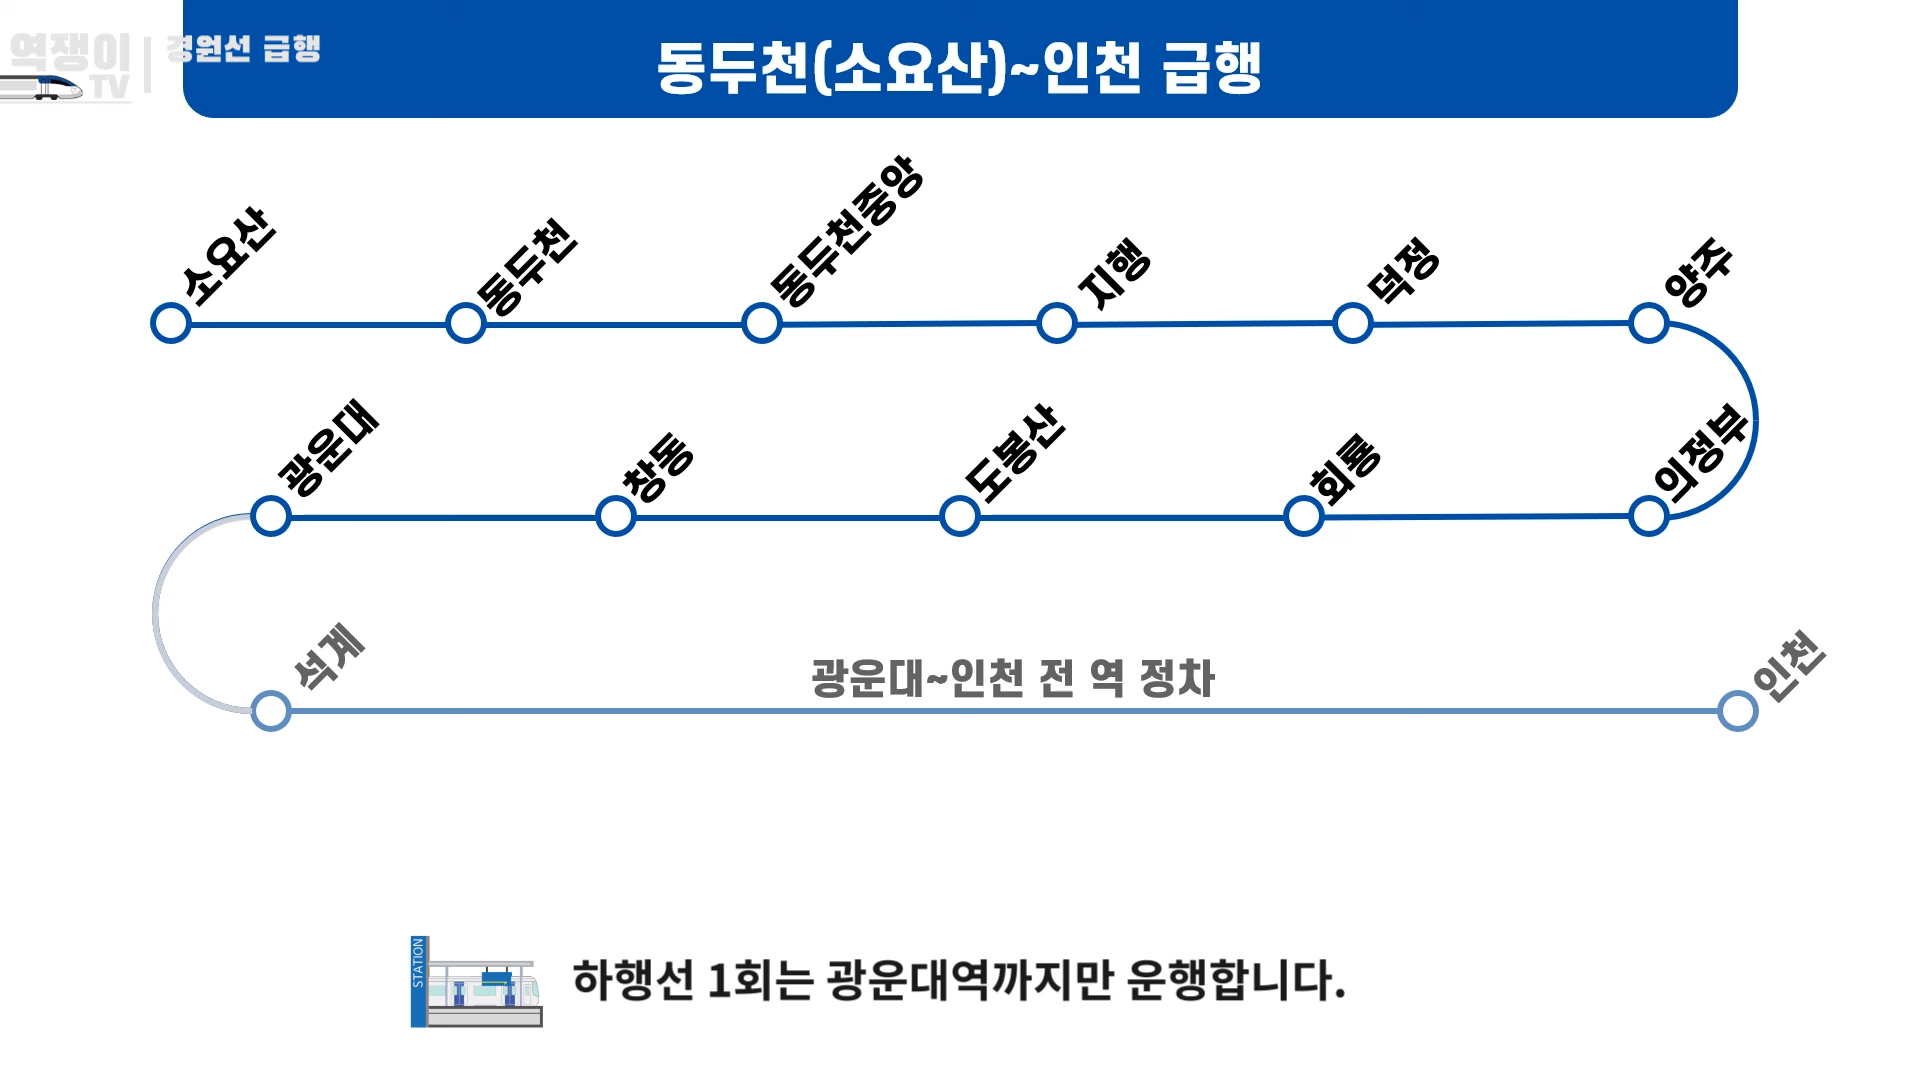 역쟁이
TV
경원선 급행
동두천(소요산)~인천 급행
소요산
동두천
동두천중앙
지행
덕정
양주
광운대
창동
도봉산
회룡
의정부
석계
광운대~인천 전 역 정차
인천
STATION
하행선 1회는 광운대역까지만 운행합니다.